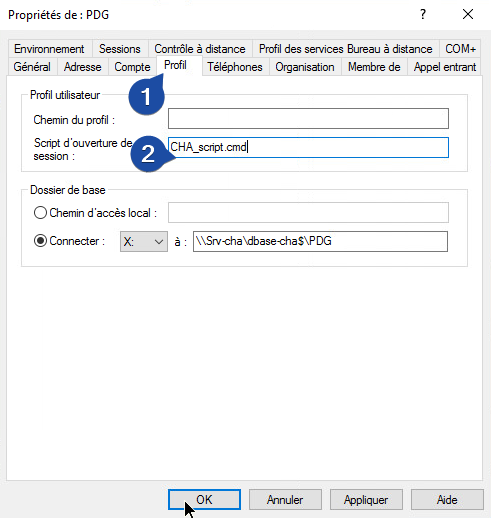 Propriétés de : PDG
?
Environnement Sessions Contrôle à distance Profil des services Bureau à distance COM+
Général Adresse Compte Profil Téléphones Organisation Membre de Appel entrant
1
Profil utilisateur
Chemin du profil :
Script d'ouverture de
session :
2
CHA_script.cmd
Dossier de base
Chemin d'accès local :
Connecter : X: à : \\Srv-cha\dbase-cha$\PDG
OK Annuler Appliquer Aide